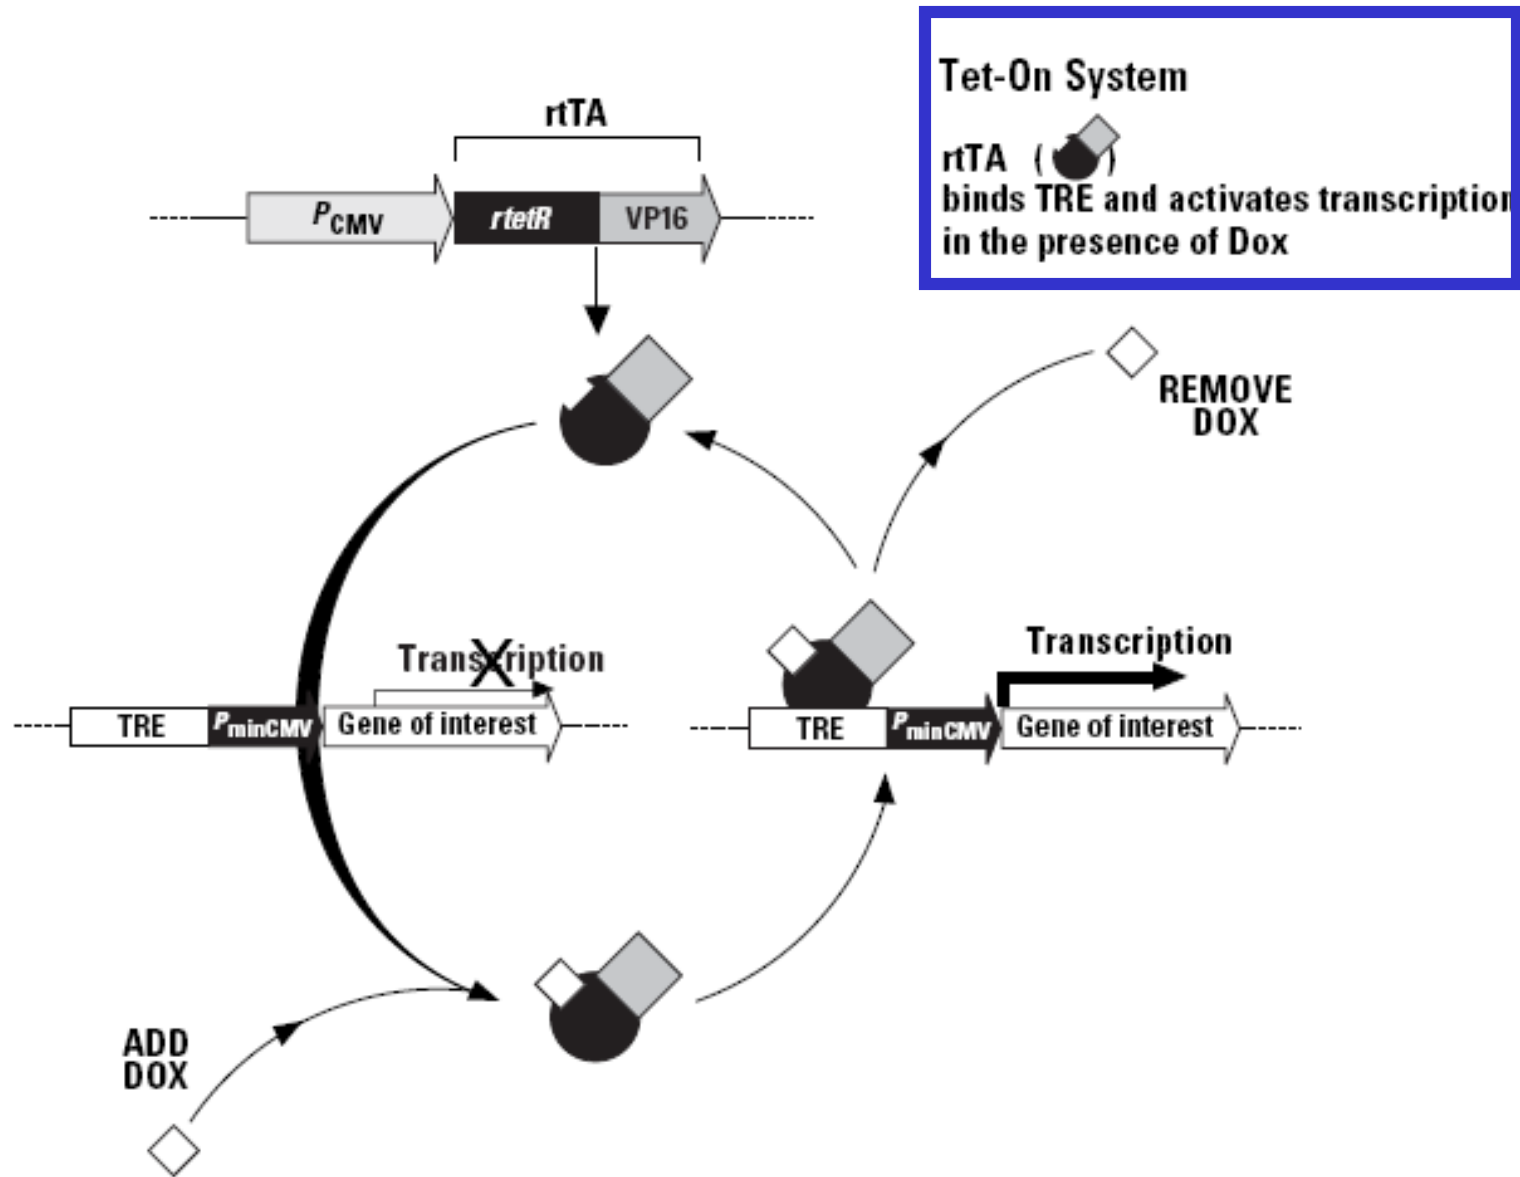 Tet-On System
rtTA ( )
binds TRE and activates transcription
in the presence of Dox
rtTA
PCMV
rtetR
VP16
REMOVE
DOX
Transcription
X
TRE
PminCMV
Gene of interest
Transcription
TRE
PminCMV
Gene of interest
ADD
DOX